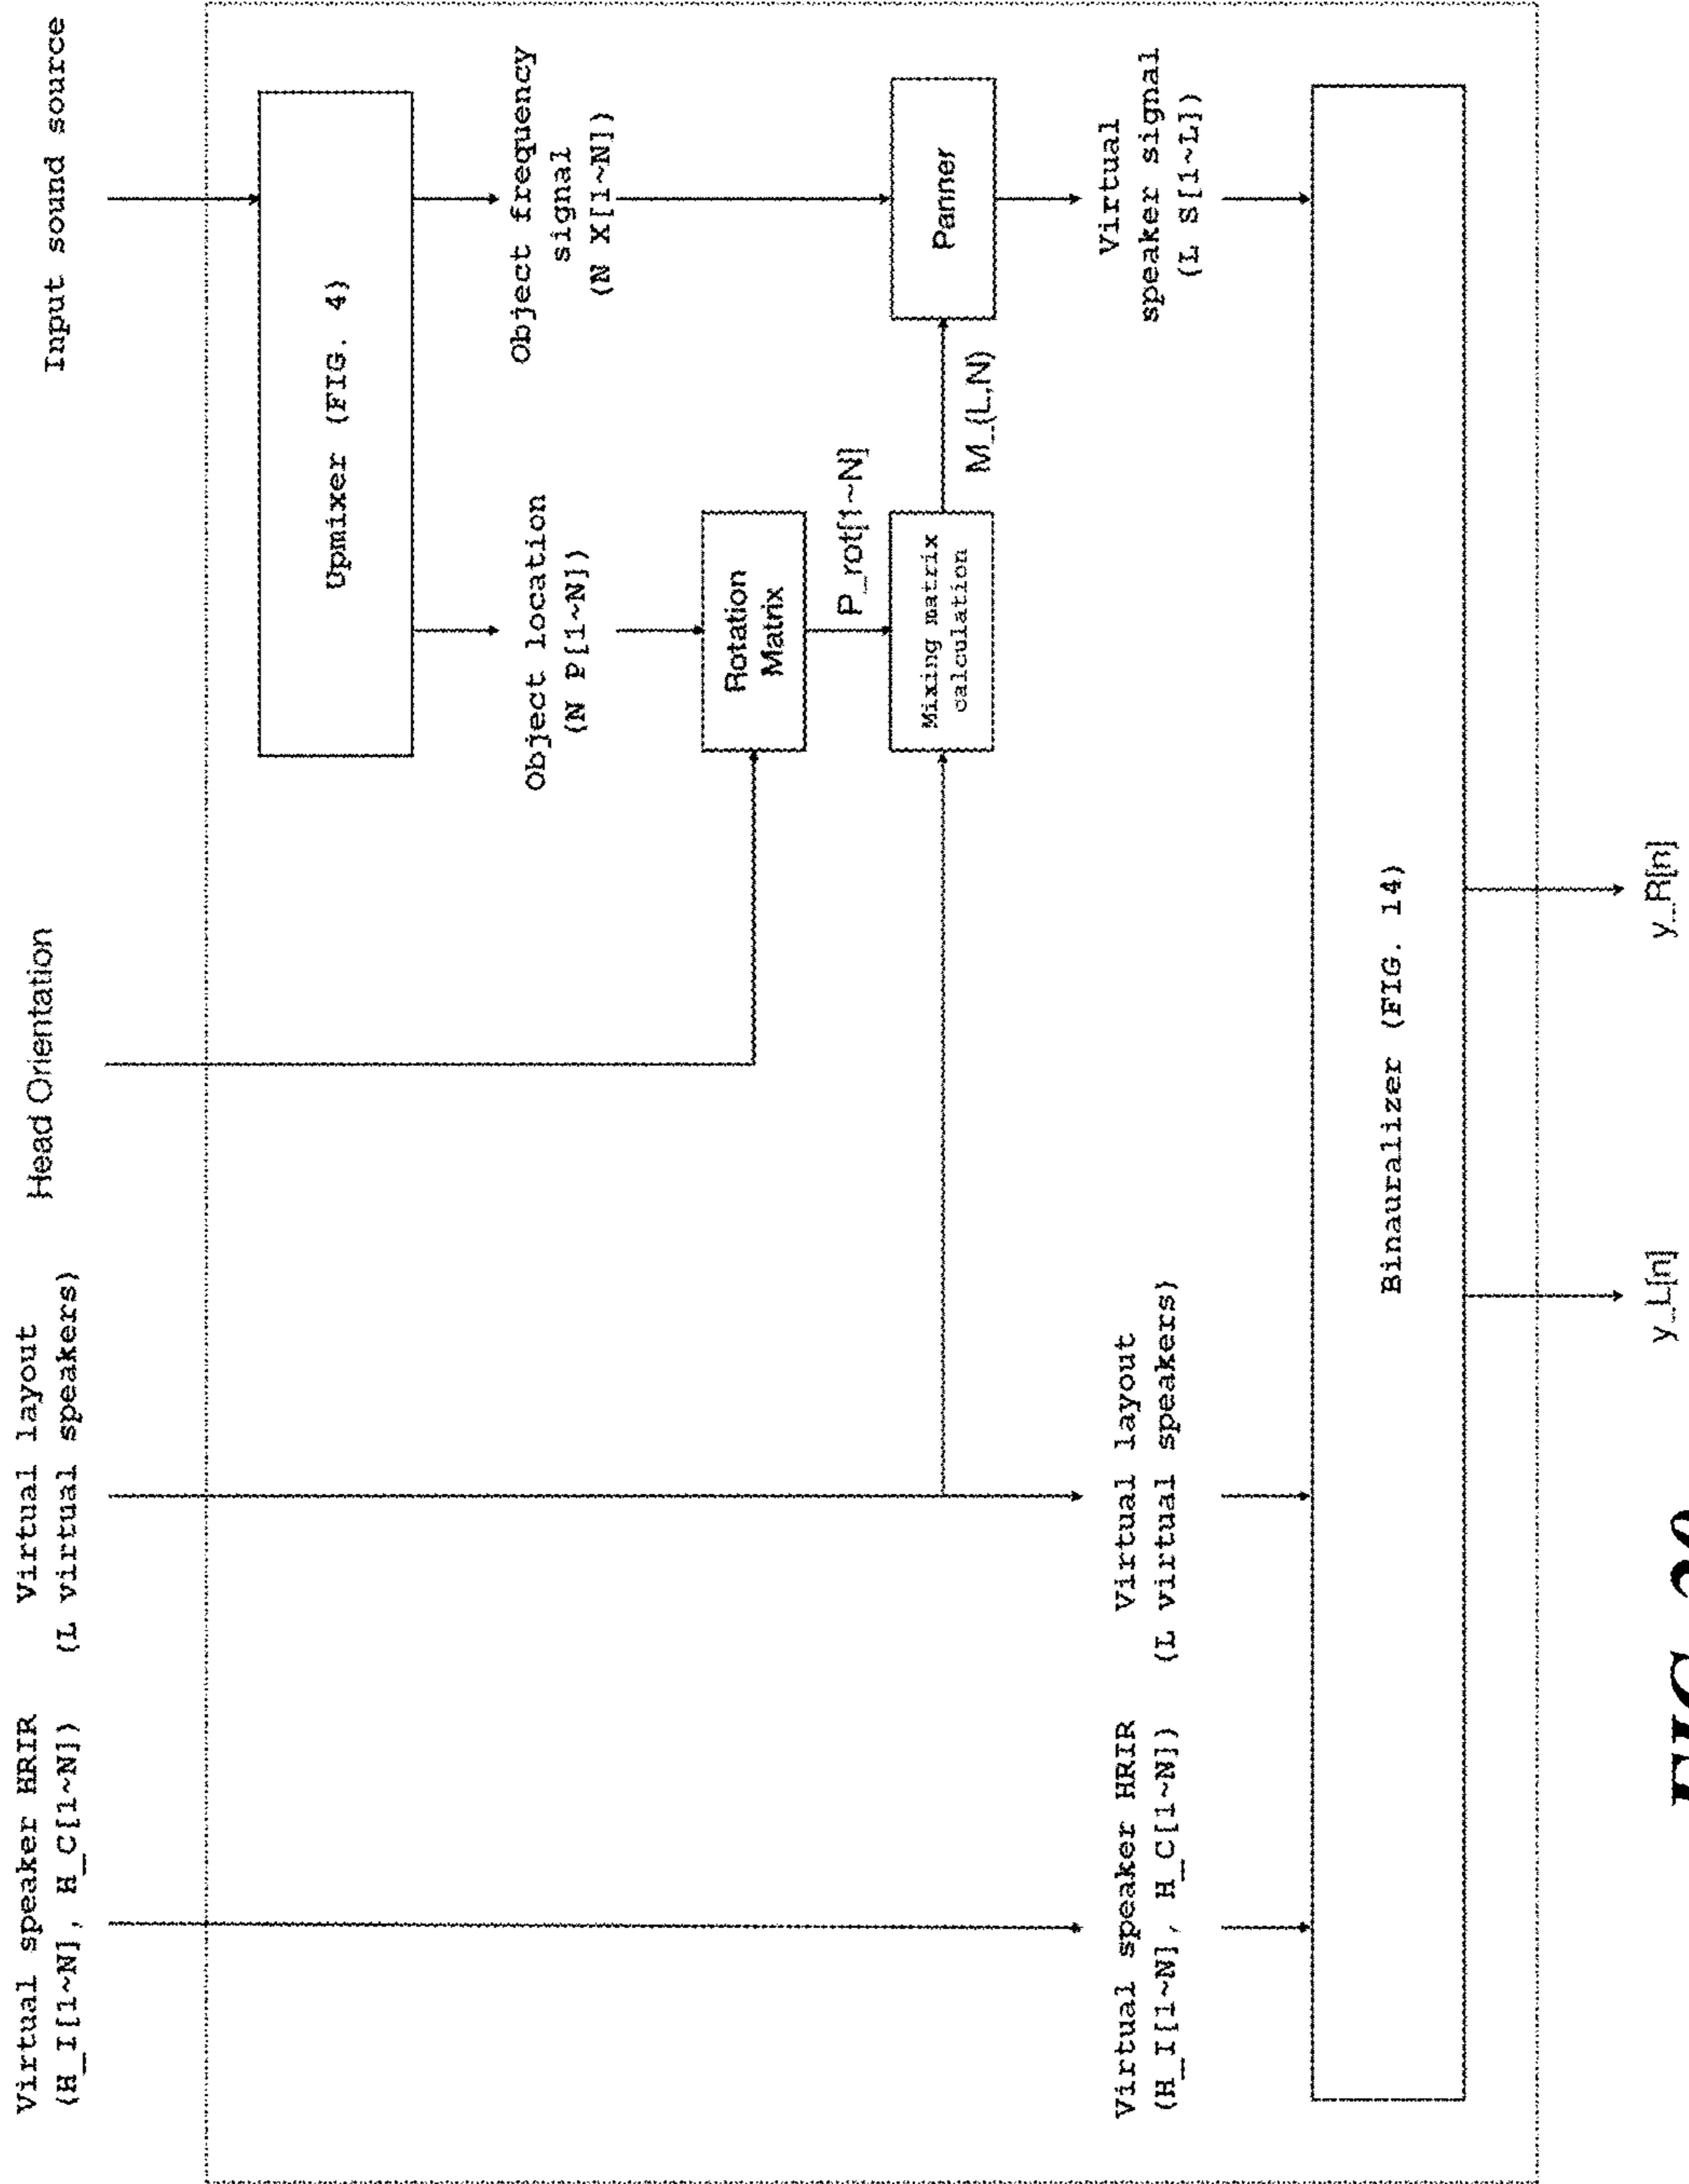 Virtual speaker HRIR
(H_I[1~N], H_C[1~N])
Virtual layout
(L virtual speakers)
Head Orientation
Input sound source
Upmixer (FIG. 4)
Object location
(N P[1~N])
Object frequency
signal
(N X[1~N])
Rotation
Matrix
P_rot[1~N]
Mixing matrix
calculation
M_(L,N)
Panner
Virtual speaker HRIR
(H_I[1~N], H_C[1~N])
Virtual layout
(L virtual speakers)
Virtual
speaker signal
(L S[1~L])
Binauralizer (FIG. 14)
y_L[n]
y_R[n]